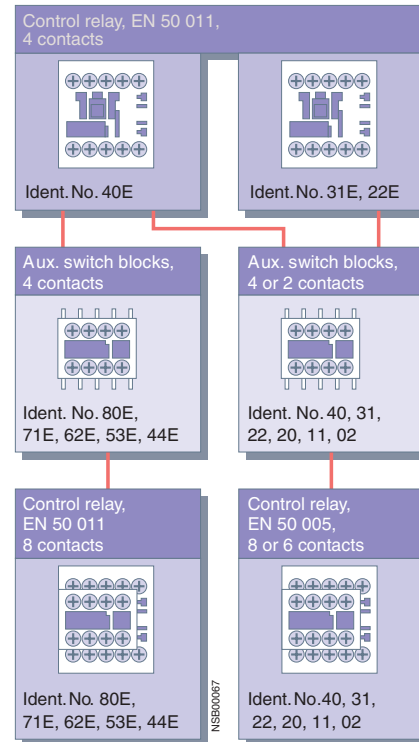 Control relay, EN 50 011,
4 contacts
Ident. No. 40E
Ident. No. 31E, 22E
Aux. switch blocks,
4 contacts
Ident. No. 80E,
71E, 62E, 53E, 44E
Aux. switch blocks,
4 or 2 contacts
Ident. No. 40, 31,
22, 20, 11, 02
Control relay,
EN 50 011
8 contacts
Ident. No. 80E,
71E, 62E, 53E, 44E
NSB00067
Control relay,
EN 50 005,
8 or 6 contacts
Ident. No.40, 31,
22, 20, 11, 02